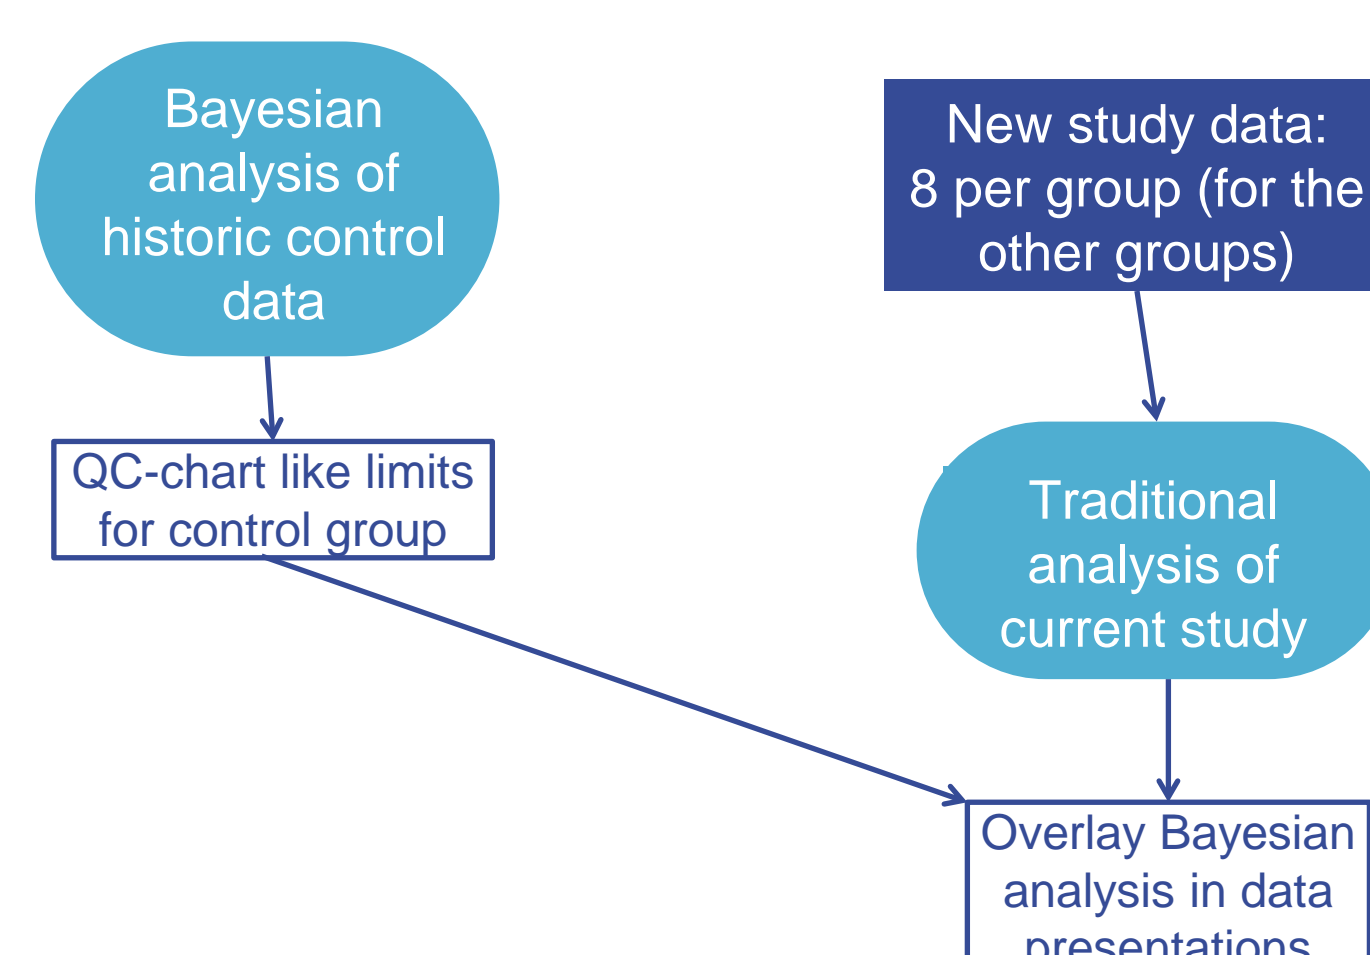 Bayesian
analysis of
historic control
data
New study data:
8 per group (for the
other groups)
QC-chart like limits
for control group
Traditional
analysis of
current study
Overlay Bayesian
analysis in data
presentations